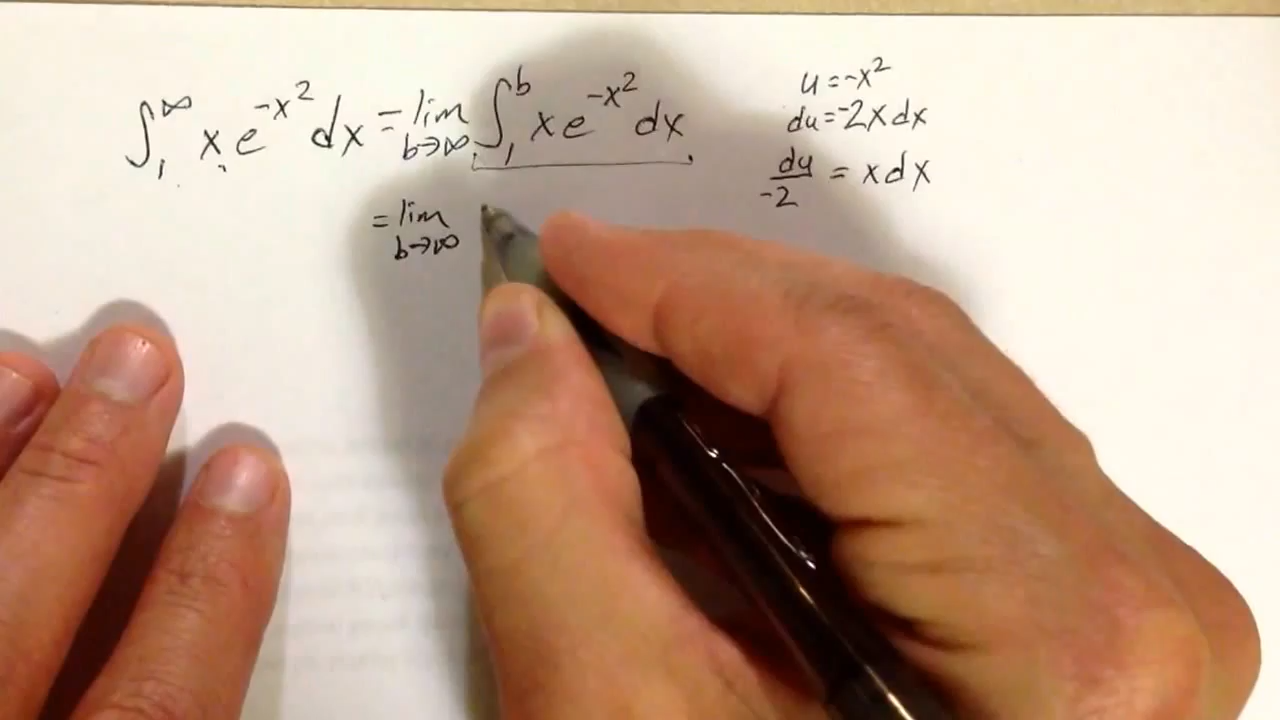 ∫₁^∞ x e^{-x²} dx = lim_{b→∞} ∫₁^b x e^{-x²} dx
= lim_{b→∞}
u = -x²
du = -2x dx
du/-2 = x dx